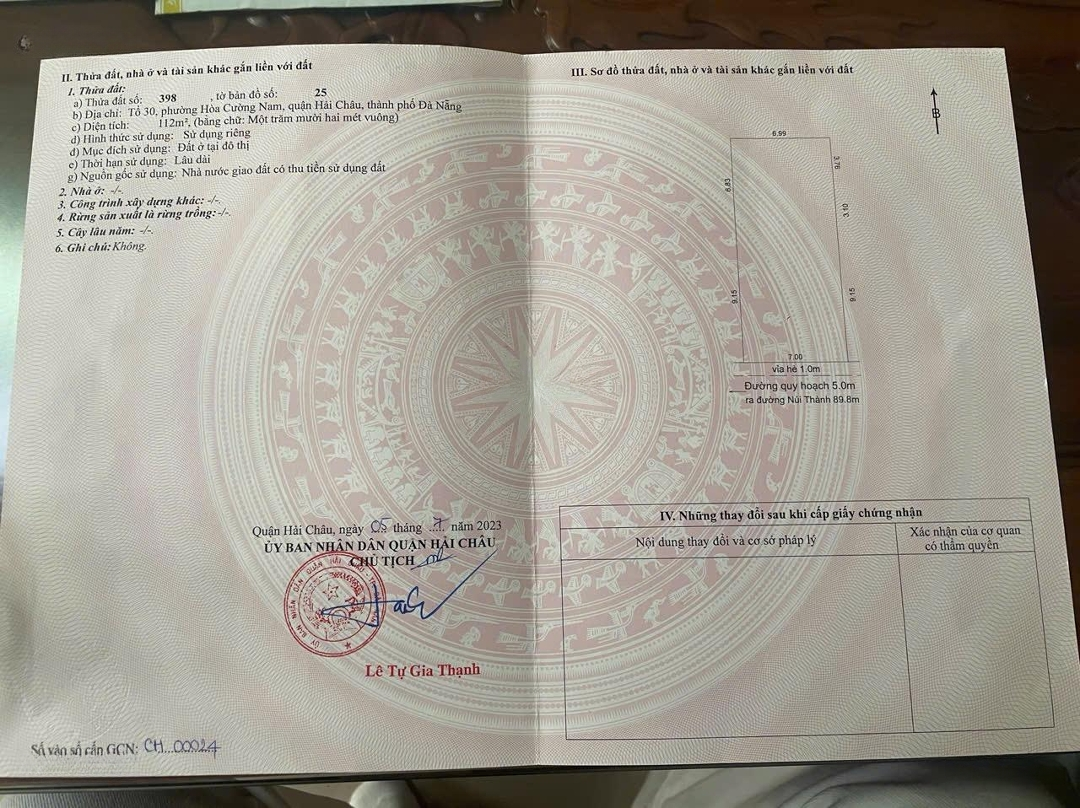 II. Thửa đất, nhà ở và tài sản khác gắn liền với đất
1. Thửa đất:
a) Thửa đất số: 398 , tờ bản đồ số: 25
b) Địa chỉ: Tổ 30, phường Hòa Cường Nam, quận Hải Châu, thành phố Đà Nẵng
c) Diện tích: 112m², (bằng chữ: Một trăm mười hai mét vuông)
d) Hình thức sử dụng: Sử dụng riêng
đ) Mục đích sử dụng: Đất ở tại đô thị
e) Thời hạn sử dụng: Lâu dài
g) Nguồn gốc sử dụng: Nhà nước giao đất có thu tiền sử dụng đất
2. Nhà ở: -/-.
3. Công trình xây dựng khác: -/-.
4. Rừng sản xuất là rừng trồng: -/-.
5. Cây lâu năm: -/-.
6. Ghi chú: Không.
Quận Hải Châu, ngày 05 tháng 7 năm 2023
ỦY BAN NHÂN DÂN QUẬN HẢI CHÂU
CHỦ TỊCH
ỦY BAN NHÂN DÂN QUẬN HẢI
Lê Tự Gia Thạnh
Số vào sổ cấp GCN: CH 00024
III. Sơ đồ thửa đất, nhà ở và tài sản khác gắn liền với đất
B
6.99
3.76
6.83
3.10
9.15
9.15
7.00
vỉa hè 1.0m
Đường quy hoạch 5.0m
ra đường Núi Thành 89.8m
IV. Những thay đổi sau khi cấp giấy chứng nhận
Nội dung thay đổi và cơ sở pháp lý
Xác nhận của cơ quan
có thẩm quyền